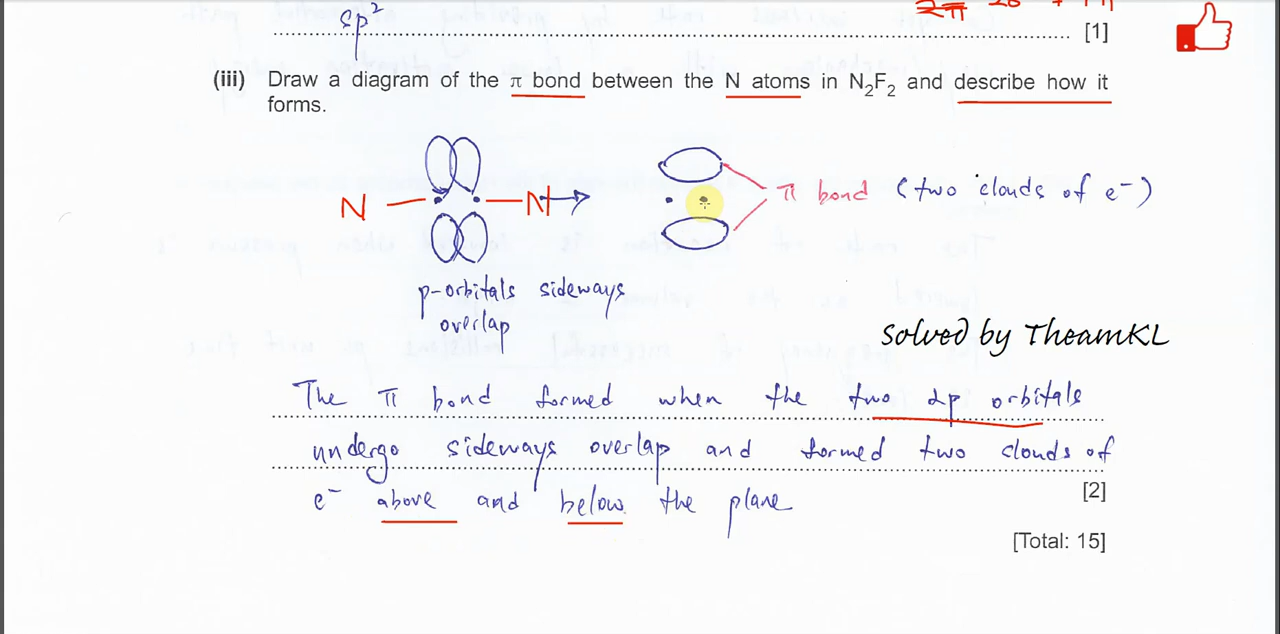 sp²
[1]
(iii) Draw a diagram of the π bond between the N atoms in N₂F₂ and describe how it
forms.
N N
π bond (two clouds of e⁻)
p-orbitals sideways
overlap
Solved by TheamKL
The π bond formed when the two 2p orbitals
undergo sideways overlap and formed two clouds of
e⁻ above and below the plane
[2]
[Total: 15]